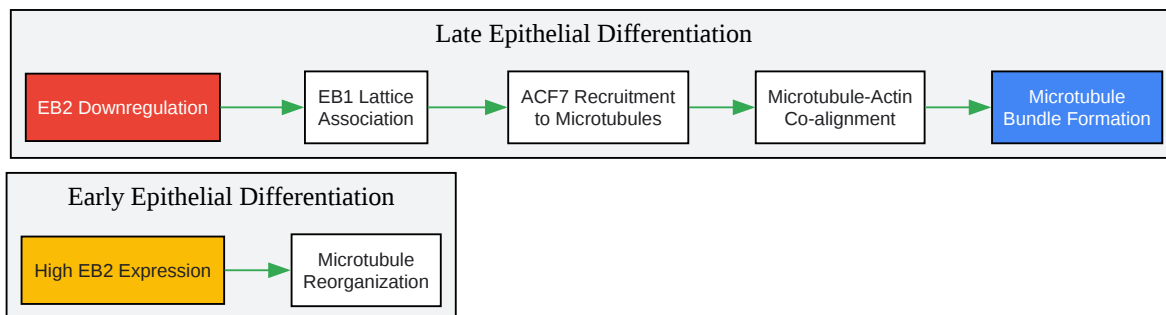 Late Epithelial Differentiation
EB2 Downregulation
EB1 Lattice
Association
ACF7 Recruitment
to Microtubules
Microtubule-Actin
Co-alignment
Microtubule
Bundle Formation
Early Epithelial Differentiation
High EB2 Expression
Microtubule
Reorganization